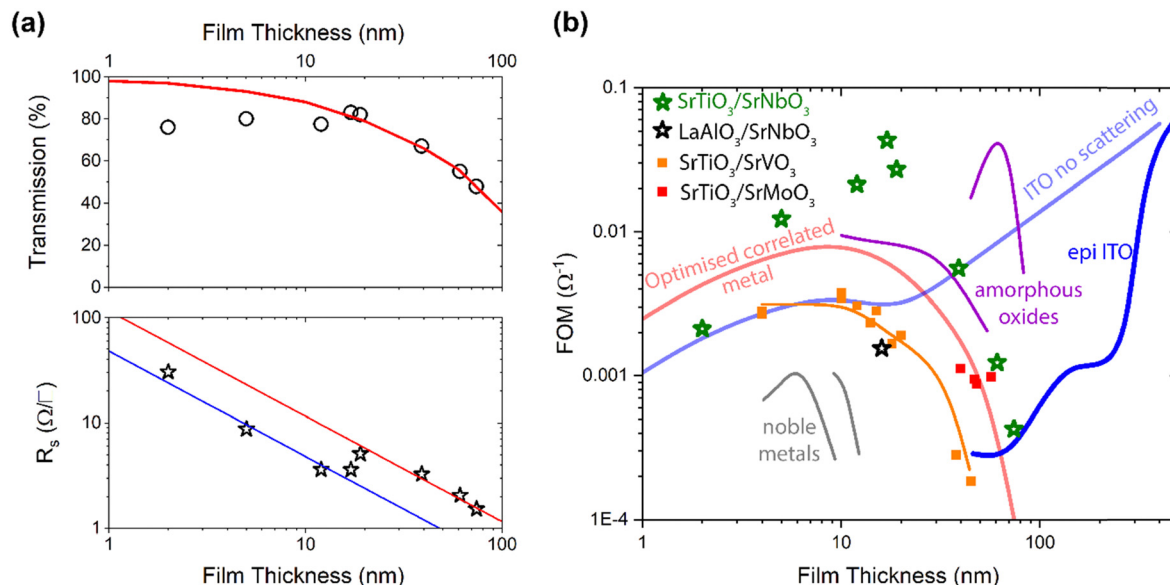 (a)
Film Thickness (nm)
1 10 100
Transmission (%)
100
80
60
40
20
0
Rₛ (Ω/□)
100
10
1
1 10 100
Film Thickness (nm)
(b)
FOM (Ω⁻¹)
0.1
0.01
0.001
1E-4
SrTiO₃/SrNbO₃
LaAlO₃/SrNbO₃
SrTiO₃/SrVO₃
SrTiO₃/SrMoO₃
ITO no scattering
Optimised correlated
metal
epi ITO
amorphous
oxides
noble
metals
1 10 100
Film Thickness (nm)